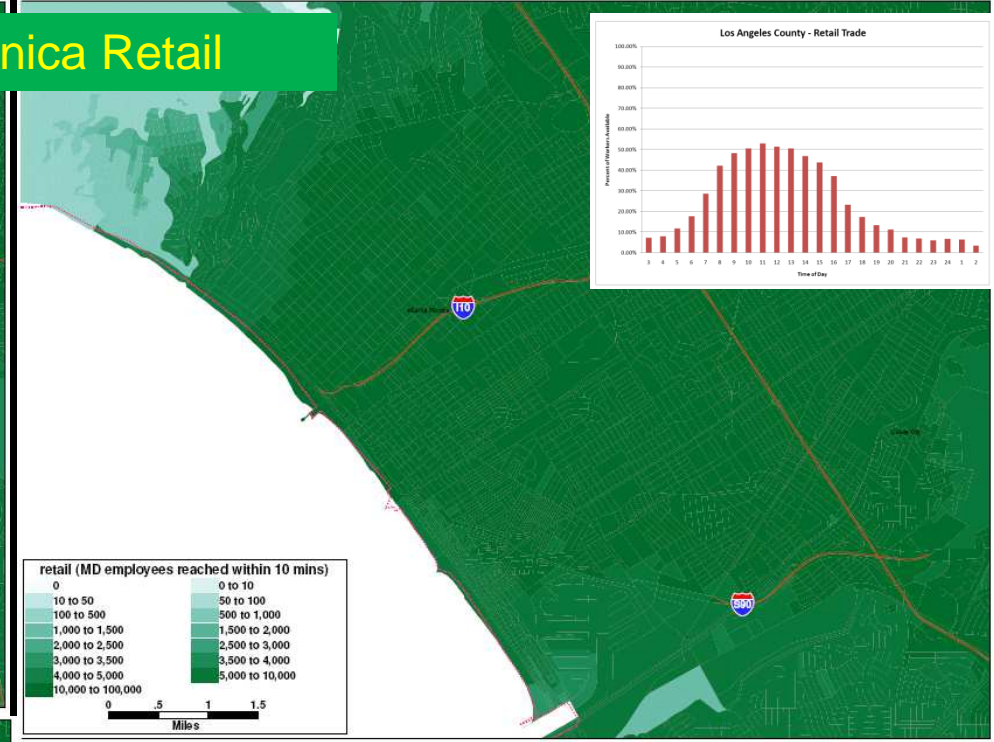 nica Retail
Los Angeles County - Retail Trade
Percent of Workers Available
100.00%
90.00%
80.00%
70.00%
60.00%
50.00%
40.00%
30.00%
20.00%
10.00%
0.00%
3 4 5 6 7 8 9 10 11 12 13 14 15 16 17 18 19 20 21 22 23 24 1 2
Time of Day
I10
retail (MD employees reached within 10 mins)
0 0 to 10
10 to 50 50 to 100
100 to 500 500 to 1,000
1,000 to 1,500 1,500 to 2,000
2,000 to 2,500 2,500 to 3,000
3,000 to 3,500 3,500 to 4,000
4,000 to 5,000 5,000 to 10,000
10,000 to 100,000
0 .5 1 1.5
Miles